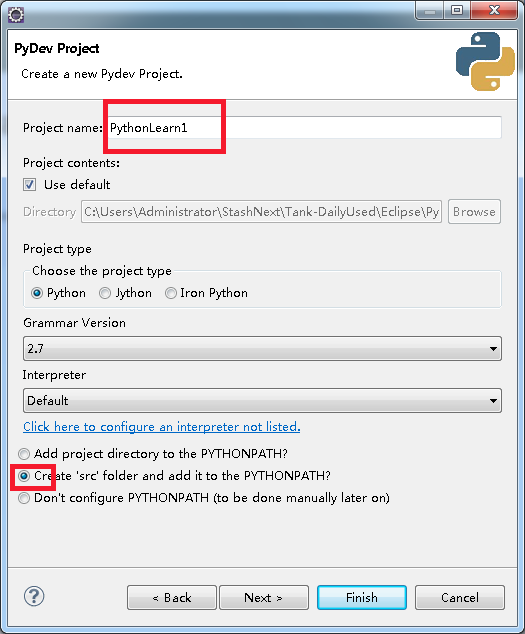 PyDev Project
Create a new Pydev Project.
Project name: PythonLearn1
Project contents:
Use default
Directory C:\Users\Administrator\StashNext\Tank-DailyUsed\Eclipse\Py Browse
Project type
Choose the project type
Python Jython Iron Python
Grammar Version
2.7
Interpreter
Default
Click here to configure an interpreter not listed.
Add project directory to the PYTHONPATH?
Create 'src' folder and add it to the PYTHONPATH?
Don't configure PYTHONPATH (to be done manually later on)
? < Back Next > Finish Cancel